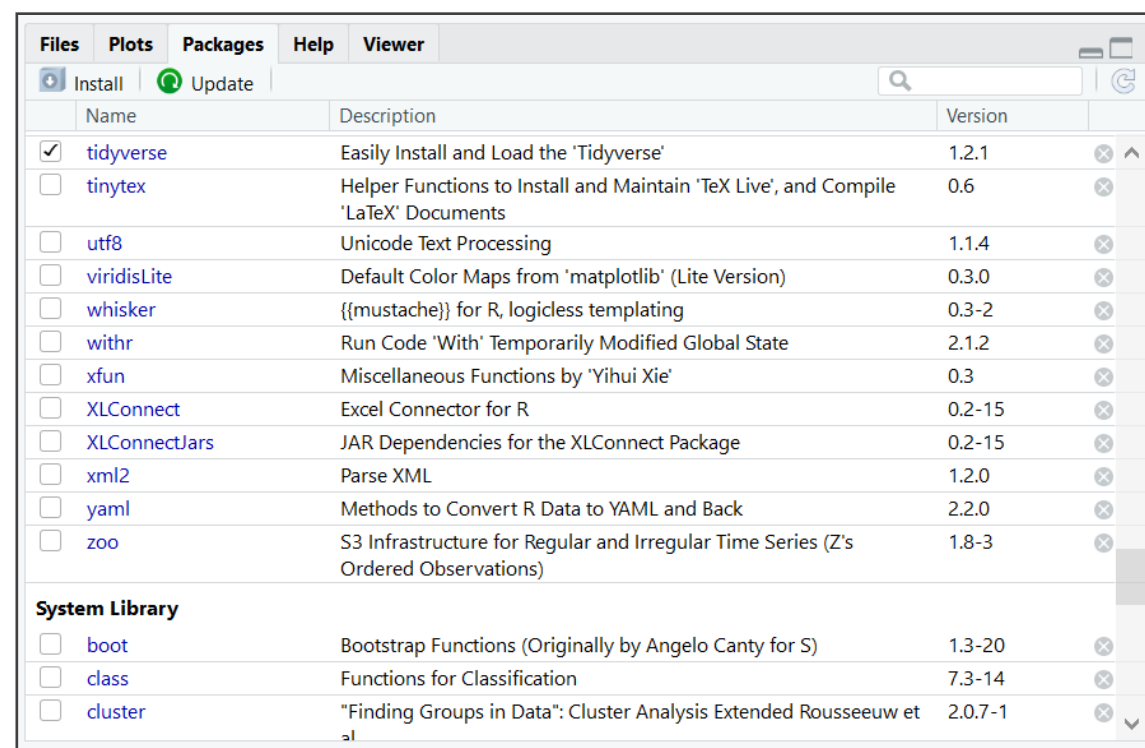 Files Plots Packages Help Viewer
Install Update
Name Description Version
tidyverse Easily Install and Load the 'Tidyverse' 1.2.1
tinytex Helper Functions to Install and Maintain 'TeX Live', and Compile 0.6
'LaTeX' Documents
utf8 Unicode Text Processing 1.1.4
viridisLite Default Color Maps from 'matplotlib' (Lite Version) 0.3.0
whisker {{mustache}} for R, logicless templating 0.3-2
withr Run Code 'With' Temporarily Modified Global State 2.1.2
xfun Miscellaneous Functions by 'Yihui Xie' 0.3
XLConnect Excel Connector for R 0.2-15
XLConnectJars JAR Dependencies for the XLConnect Package 0.2-15
xml2 Parse XML 1.2.0
yaml Methods to Convert R Data to YAML and Back 2.2.0
zoo S3 Infrastructure for Regular and Irregular Time Series (Z's 1.8-3
Ordered Observations)
System Library
boot Bootstrap Functions (Originally by Angelo Canty for S) 1.3-20
class Functions for Classification 7.3-14
cluster "Finding Groups in Data": Cluster Analysis Extended Rousseeuw et 2.0.7-1